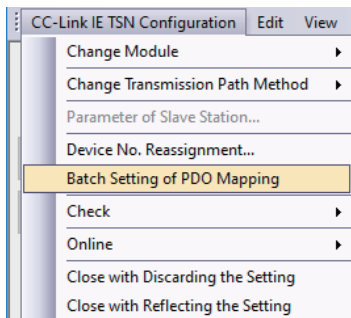 CC-Link IE TSN Configuration Edit View
Change Module
Change Transmission Path Method
Parameter of Slave Station...
Device No. Reassignment...
Batch Setting of PDO Mapping
Check
Online
Close with Discarding the Setting
Close with Reflecting the Setting